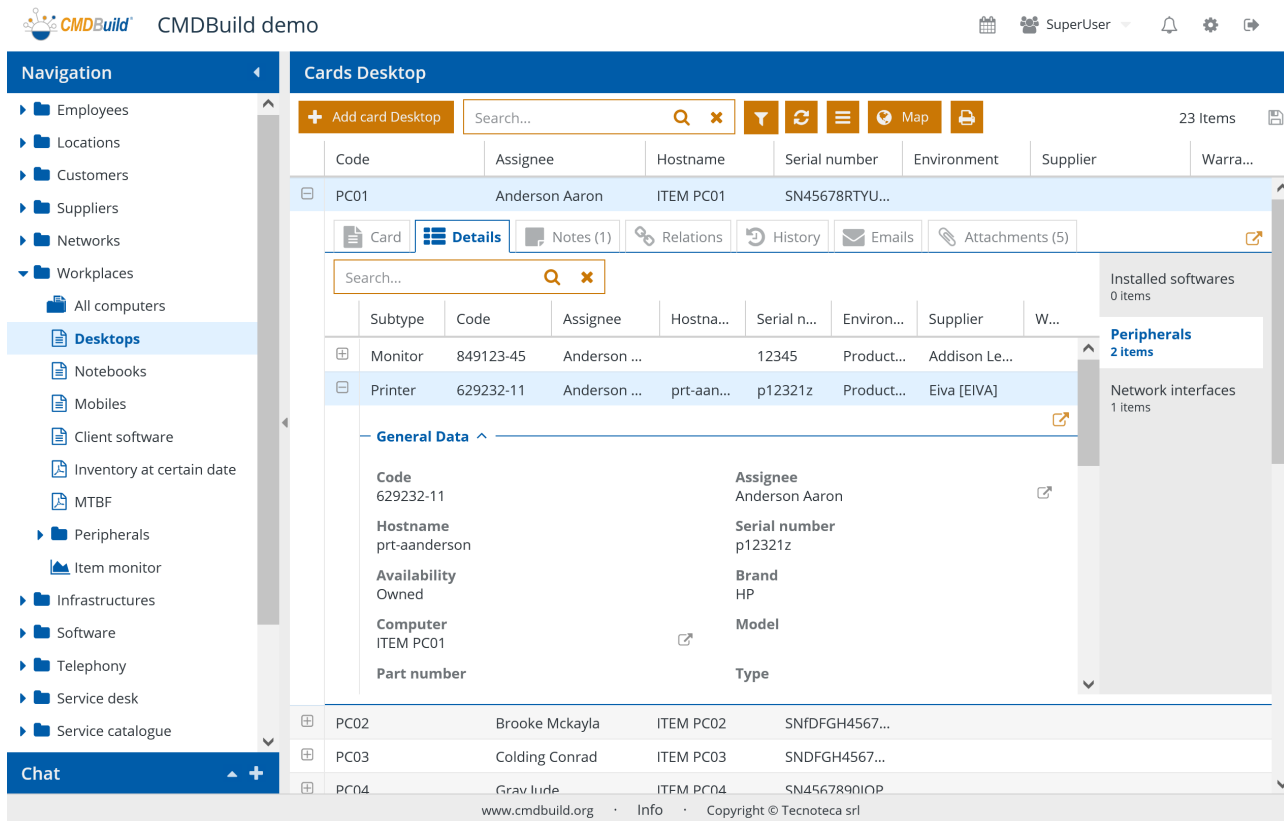 CMDBuild CMDBuild demo SuperUser
Navigation
Employees
Locations
Customers
Suppliers
Networks
Workplaces
All computers
Desktops
Notebooks
Mobiles
Client software
Inventory at certain date
MTBF
Peripherals
Item monitor
Infrastructures
Software
Telephony
Service desk
Service catalogue
Chat
Cards Desktop
Add card Desktop Search... Map 23 Items
Code Assignee Hostname Serial number Environment Supplier Warra...
PC01 Anderson Aaron ITEM PC01 SN45678RTYU...
Card Details Notes (1) Relations History Emails Attachments (5)
Search...
Subtype Code Assignee Hostna... Serial n... Environ... Supplier W...
Monitor 849123-45 Anderson ... 12345 Product... Addison Le...
Printer 629232-11 Anderson ... prt-aan... p12321z Product... Eiva [EIVA]
General Data
Code Assignee
629232-11 Anderson Aaron
Hostname Serial number
prt-aanderson p12321z
Availability Brand
Owned HP
Computer Model
ITEM PC01
Part number Type
Installed softwares
0 items
Peripherals
2 items
Network interfaces
1 items
PC02 Brooke Mckayla ITEM PC02 SNfDFGH4567...
PC03 Colding Conrad ITEM PC03 SNDFGH4567...
PC04 Gray Jude ITEM PC04 SN4567890IOP
www.cmdbuild.org · Info · Copyright © Tecnoteca srl